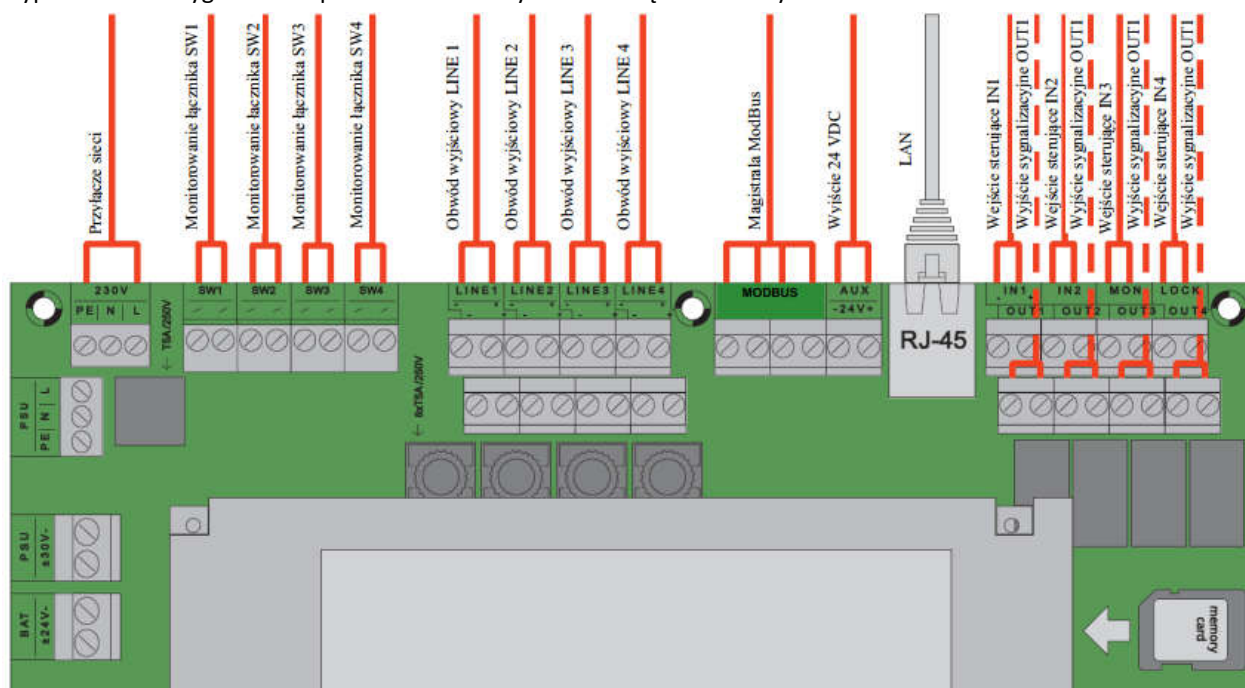 Przyłącze sieci
Monitorowanie łącznika SW1
Monitorowanie łacznika SW2
Monitorowanie łącznika SW3
Monitorowanie łącznika SW4
Obwód wyjściowy LINE 1
Obwód wyjściowy LINE 2
Obwód wyjściowy LINE 3
Obwód wyjściowy LINE 4
Magistrala ModBus
Wyjście 24 VDC
LAN
Wejście sterujące IN1
Wyjście sygnalizacyjne OUT1
Wejście sterujące IN2
Wyjście sygnalizacyjne OUT1
Wejście sterujące IN3
Wyjście sygnalizacyjne OUT1
Wejście sterujące IN4
Wyjście sygnalizacyjne OUT1
230V
PE| N | L
← T5A/250V
SW1
SW2
SW3
SW4
LINE1
LINE2
LINE3
LINE4
MODBUS
AUX
-24V+
RJ-45
IN1
IN2
MON
LOCK
- +
OUT1
OUT2
OUT3
OUT4
PSU
PE| N | L
← 6xT5A/250V
PSU
±30V-
BAT
±24V-
memory
card